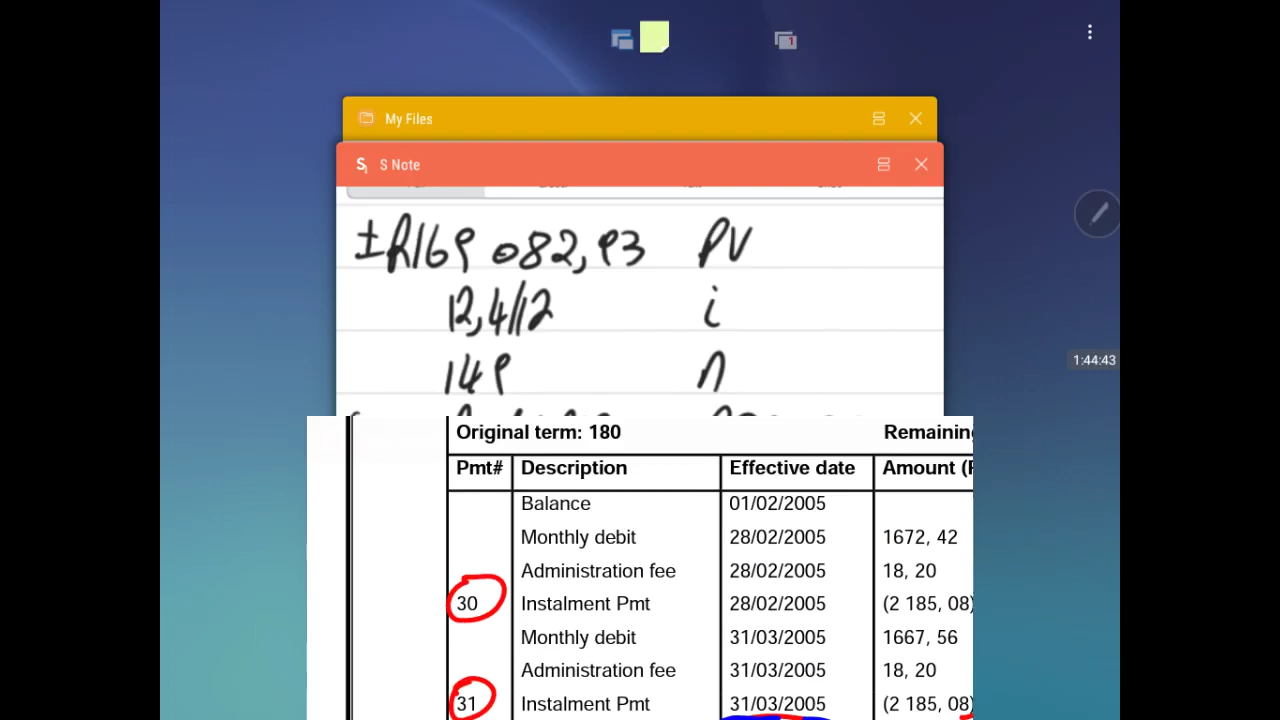 1
My Files
S Note
±R169 082,93 PV
12,4/12 i
149 n
1:44:43
Original term: 180 Remaining
Pmt# Description Effective date Amount (
Balance 01/02/2005
Monthly debit 28/02/2005 1672, 42
Administration fee 28/02/2005 18, 20
30 Instalment Pmt 28/02/2005 (2 185, 08)
Monthly debit 31/03/2005 1667, 56
Administration fee 31/03/2005 18, 20
31 Instalment Pmt 31/03/2005 (2 185, 08)